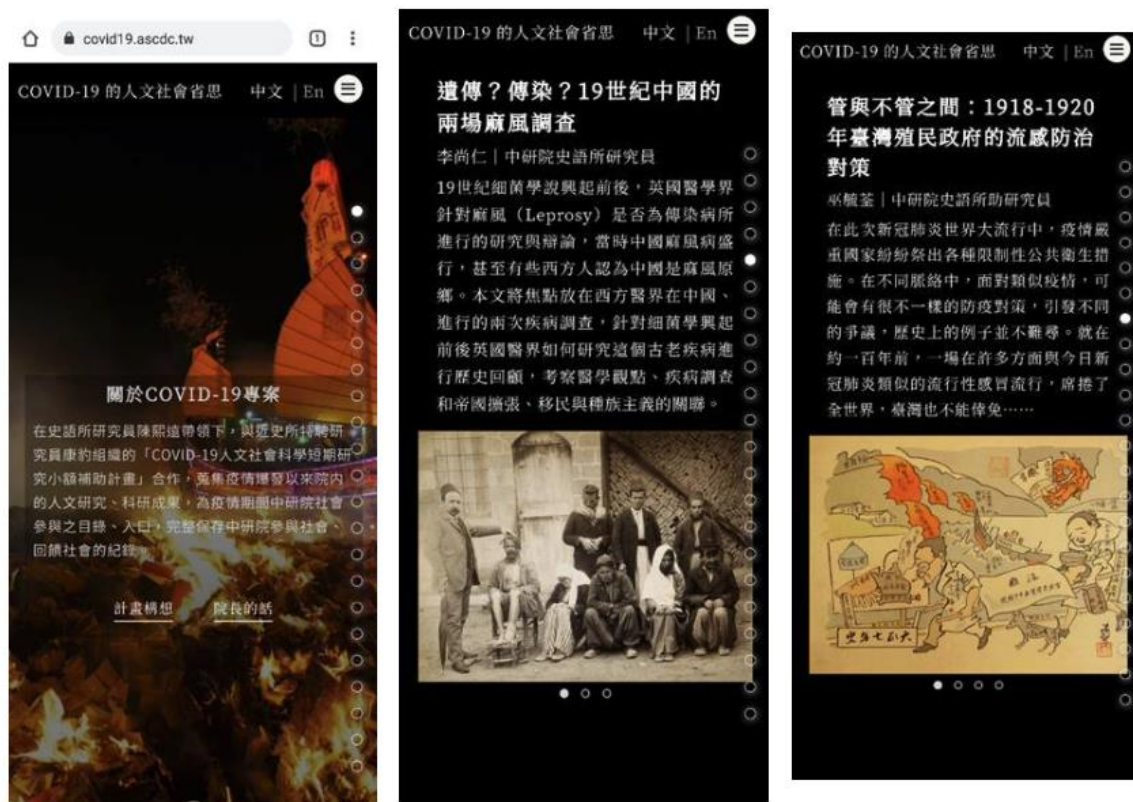 covid19.ascdc.tw
1
COVID-19 的人文社會省思 中文 | En
關於COVID-19專案
在史語所研究員陳熙遠帶領下,與近史所特聘研
究員康豹組織的「COVID-19人文社會科學短期研
究小額補助計畫」合作,蒐集疫情爆發以來院內
的人文研究、科研成果,為疫情期間中研院社會
參與之目錄、入口,完整保存中研院參與社會、
回饋社會的紀錄。
計畫構想 院長的話
COVID-19 的人文社會省思 中文 | En
遺傳?傳染?19世紀中國的
兩場麻風調查
李尚仁|中研院史語所研究員
19世紀細菌學說興起前後,英國醫學界
針對麻風(Leprosy)是否為傳染病所
進行的研究與辯論,當時中國麻風病盛
行,甚至有些西方人認為中國是麻風原
鄉。本文將焦點放在西方醫界在中國、
進行的兩次疾病調查,針對細菌學興起
前後英國醫界如何研究這個古老疾病進
行歷史回顧,考察醫學觀點、疾病調查
和帝國擴張、移民與種族主義的關聯。
COVID-19 的人文社會省思 中文 | En
管與不管之間:1918-1920
年臺灣殖民政府的流感防治
對策
巫毓荃|中研院史語所助研究員
在此次新冠肺炎世界大流行中,疫情嚴
重國家紛紛祭出各種限制性公共衛生措
施。在不同脈絡中,面對類似疫情,可
能會有很不一樣的防疫對策,引發不同
的爭議,歷史上的例子並不難尋。就在
約一百年前,一場在許多方面與今日新
冠肺炎類似的流行性感冒流行,席捲了
全世界,臺灣也不能倖免……